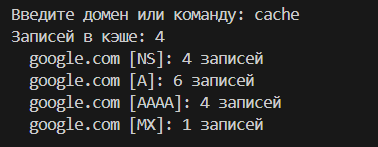 Введите домен или команду: cache
Записей в кэше: 4
  google.com [NS]: 4 записей
  google.com [A]: 6 записей
  google.com [AAAA]: 4 записей
  google.com [MX]: 1 записей